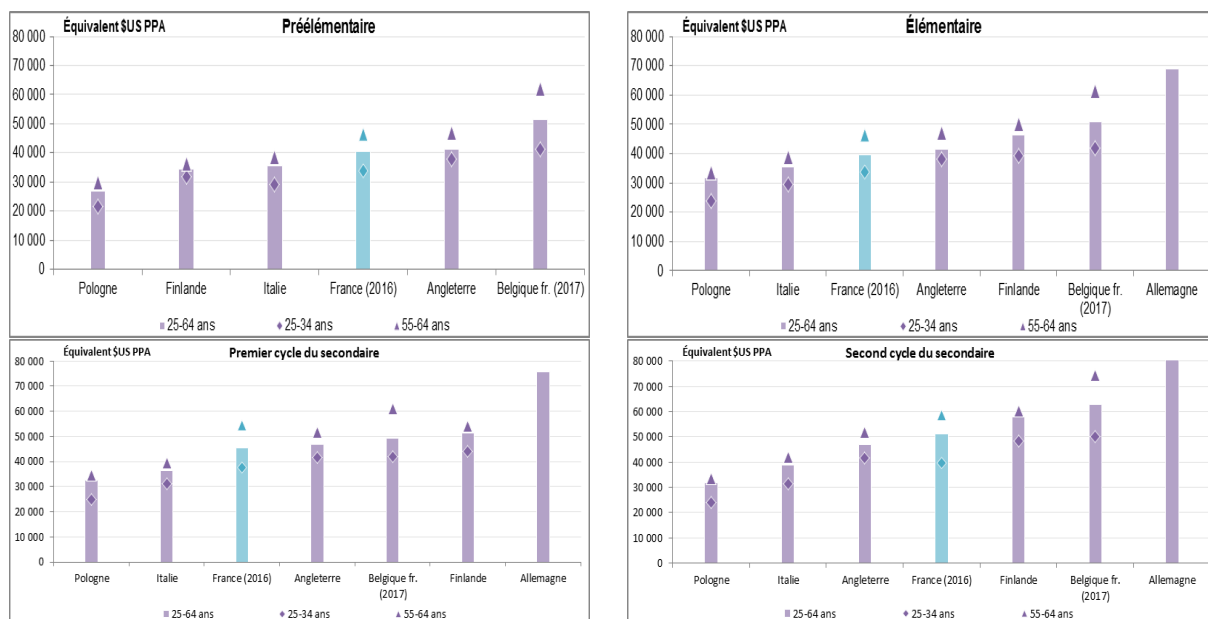 Équivalent $US PPA
Préélémentaire
80 000
70 000
60 000
50 000
40 000
30 000
20 000
10 000
0
Pologne
Finlande
Italie
France (2016)
Angleterre
Belgique fr. (2017)
25-64 ans
25-34 ans
55-64 ans
Équivalent $US PPA
Élémentaire
80 000
70 000
60 000
50 000
40 000
30 000
20 000
10 000
0
Pologne
Italie
France (2016)
Angleterre
Finlande
Belgique fr.
(2017)
Allemagne
25-64 ans
25-34 ans
55-64 ans
Équivalent $US PPA
Premier cycle du secondaire
80 000
70 000
60 000
50 000
40 000
30 000
20 000
10 000
0
Pologne
Italie
France (2016)
Angleterre
Belgique fr.
(2017)
Finlande
Allemagne
25-64 ans
25-34 ans
55-64 ans
Équivalent $US PPA
Second cycle du secondaire
80 000
70 000
60 000
50 000
40 000
30 000
20 000
10 000
0
Pologne
Italie
Angleterre
France (2016)
Finlande
Belgique fr.
(2017)
Allemagne
25-64 ans
25-34 ans
55-64 ans